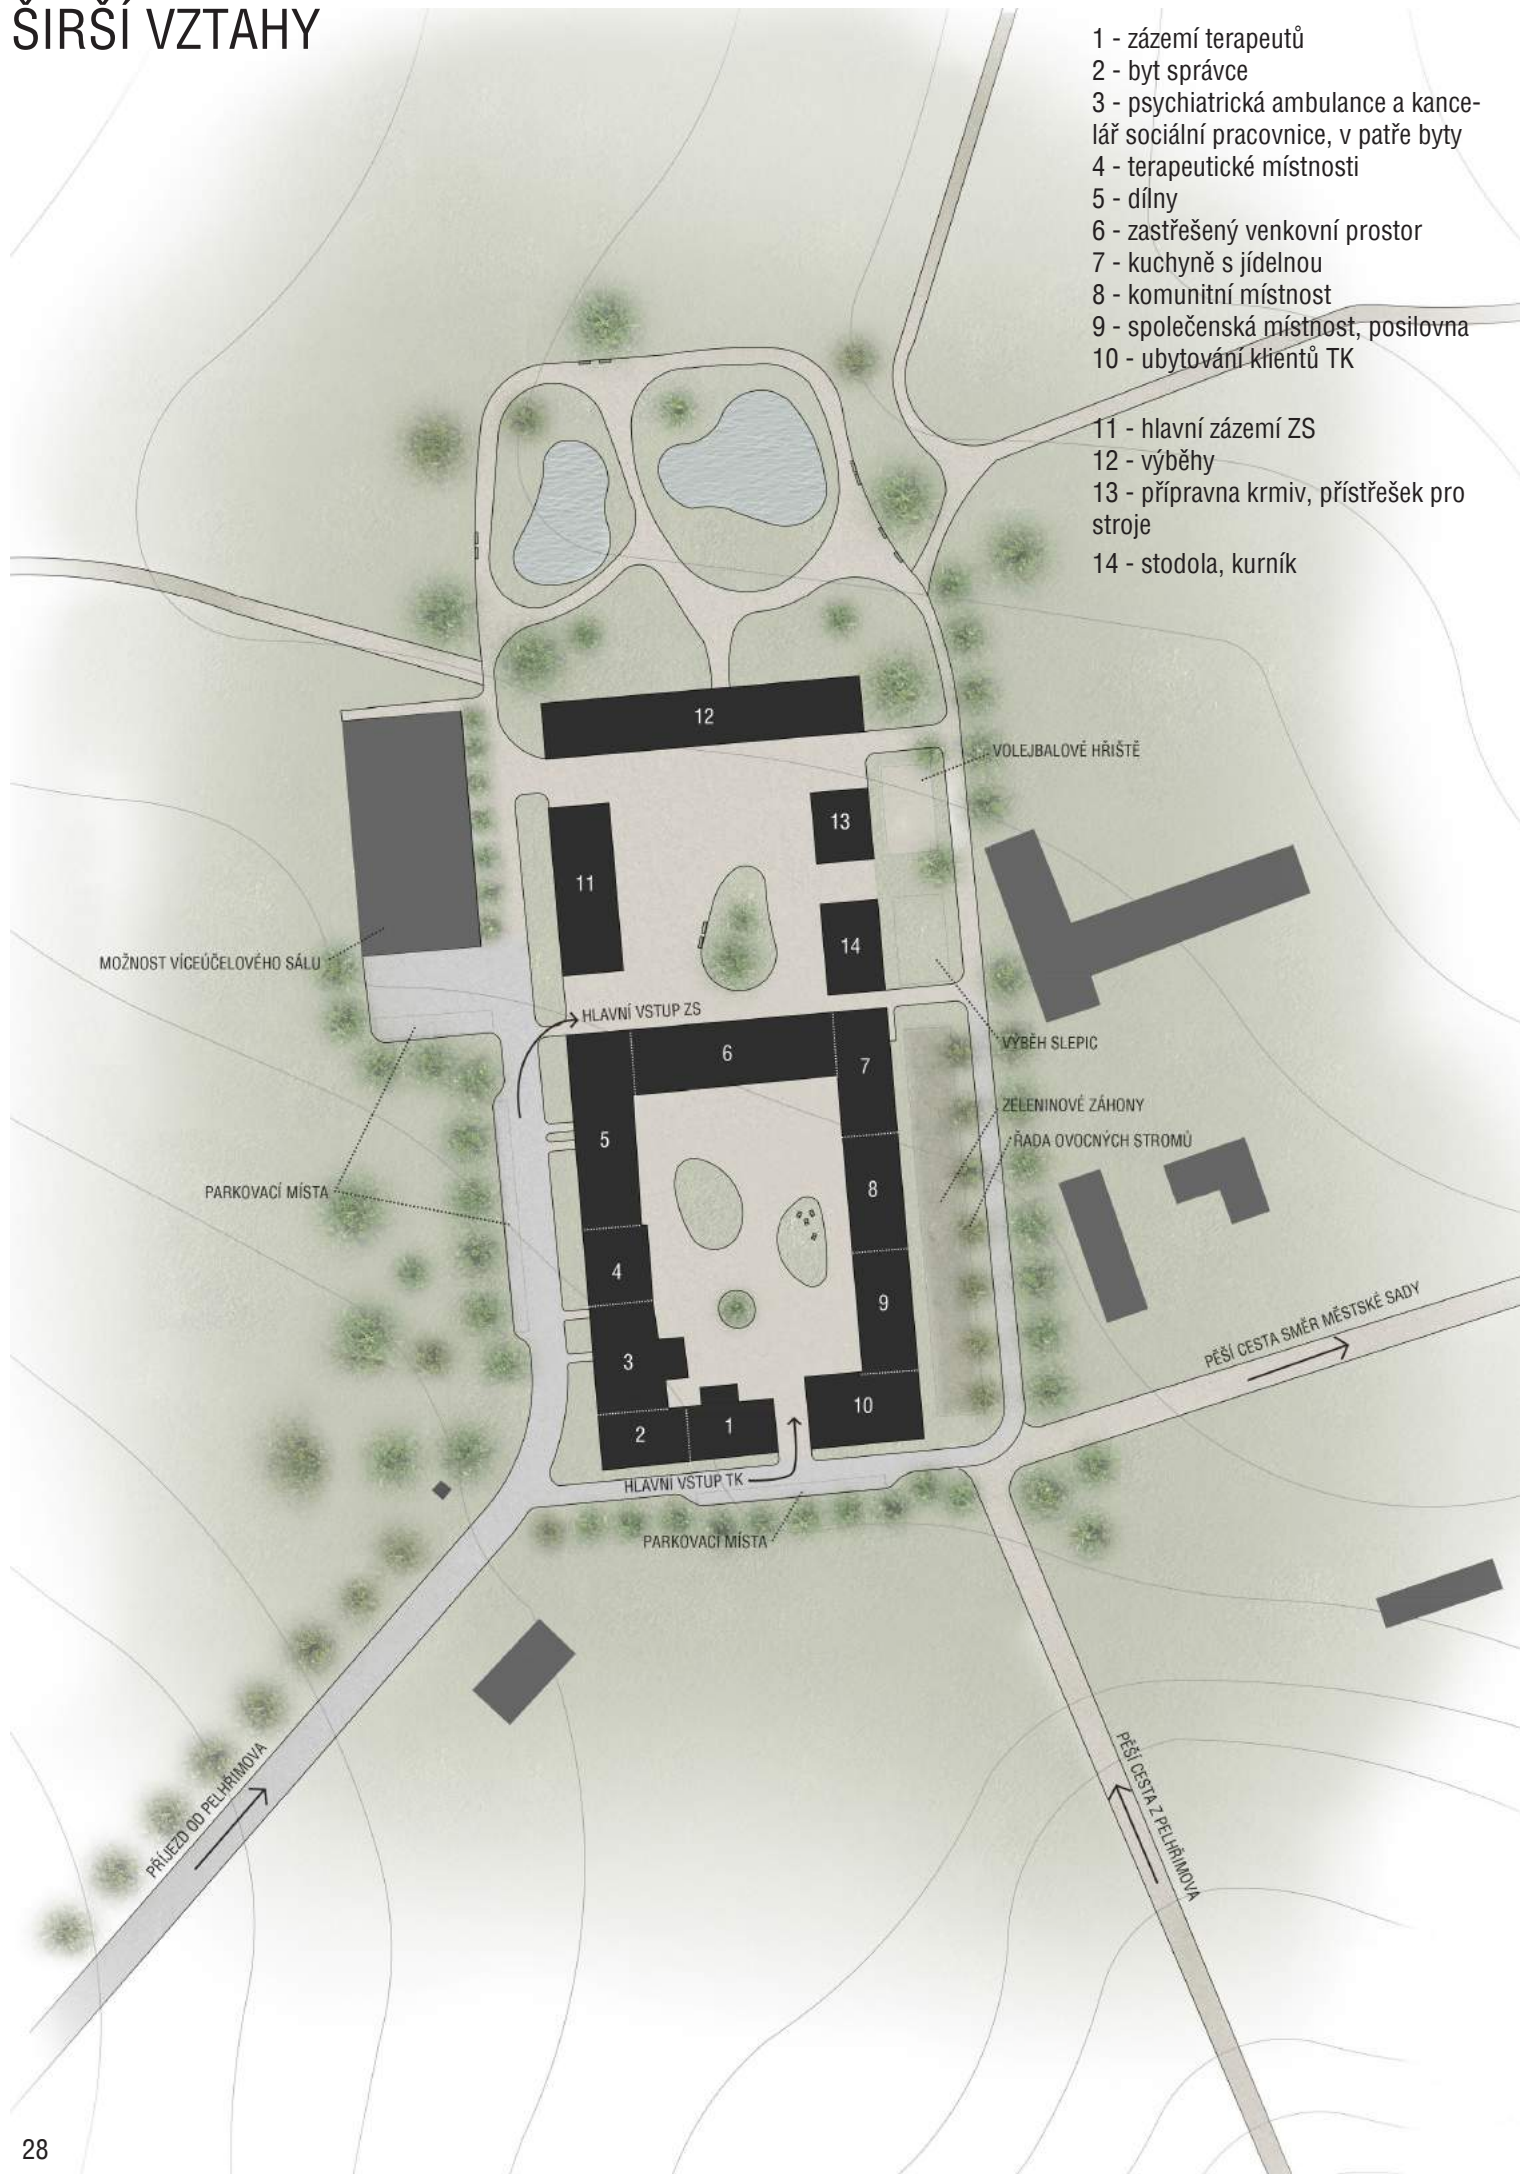 ŠIRŠÍ VZTAHY
1 - zázemí terapeutů
2 - byt správce
3 - psychiatrická ambulance a kance-
lář sociální pracovnice, v patře byty
4 - terapeutické místnosti
5 - dílny
6 - zastřešený venkovní prostor
7 - kuchyně s jídelnou
8 - komunitní místnost
9 - společenská místnost, posilovna
10 - ubytování klientů TK
11 - hlavní zázemí ZS
12 - výběhy
13 - přípravna krmiv, přístřešek pro
stroje
14 - stodola, kurník
12
VOLEJBALOVÉ HŘIŠTĚ
13
11
14
MOŽNOST VÍCEÚČELOVÉHO SÁLU
HLAVNÍ VSTUP ZS
VÝBĚH SLEPIC
6
7
ZELENINOVÉ ZÁHONY
5
ŘADA OVOCNÝCH STROMŮ
PARKOVACÍ MÍSTA
8
4
9
PĚŠÍ CESTA SMĚR MĚSTSKÉ SADY
3
10
2
1
HLAVNÍ VSTUP TK
PARKOVACÍ MÍSTA
PŘÍJEZD OD PELHŘIMOVA
PĚŠÍ CESTA Z PELHŘIMOVA
28